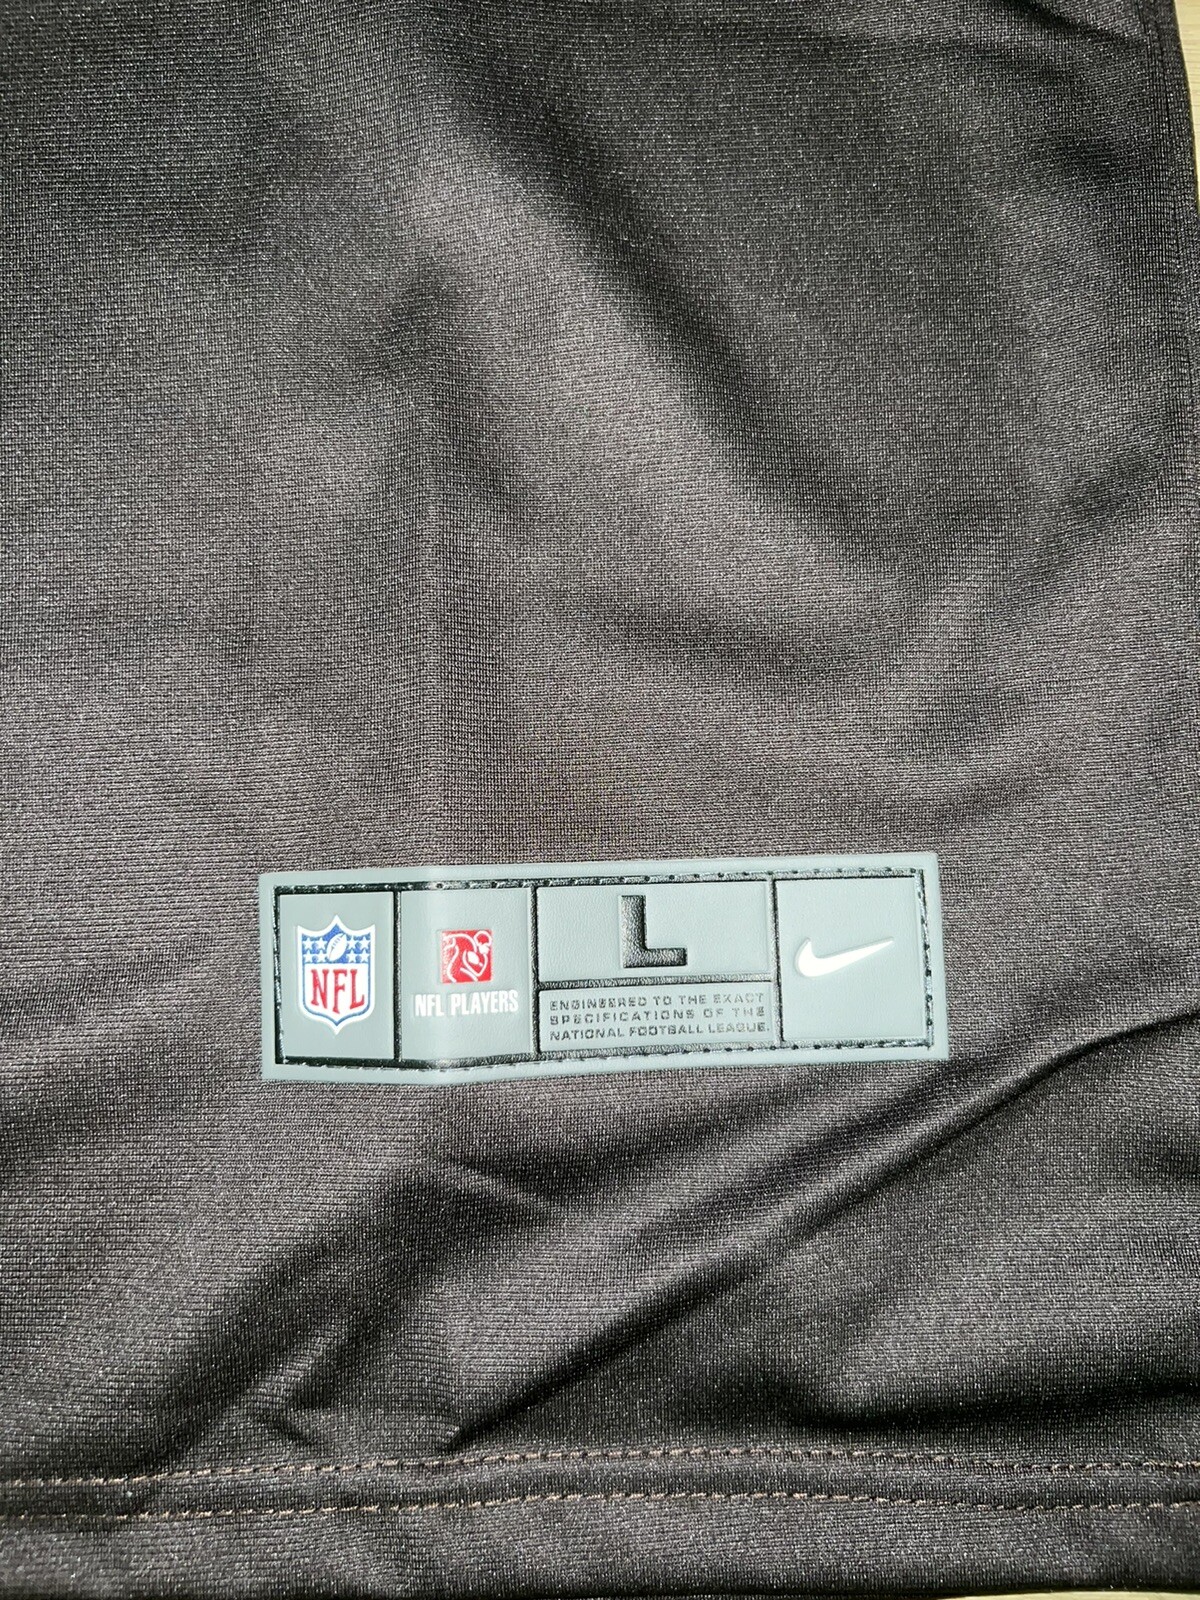 NFL
NFL PLAYERS
L
ENGINEERED TO THE EXACT
SPECIFICATIONS OF THE
NATIONAL FOOTBALL LEAGUE.